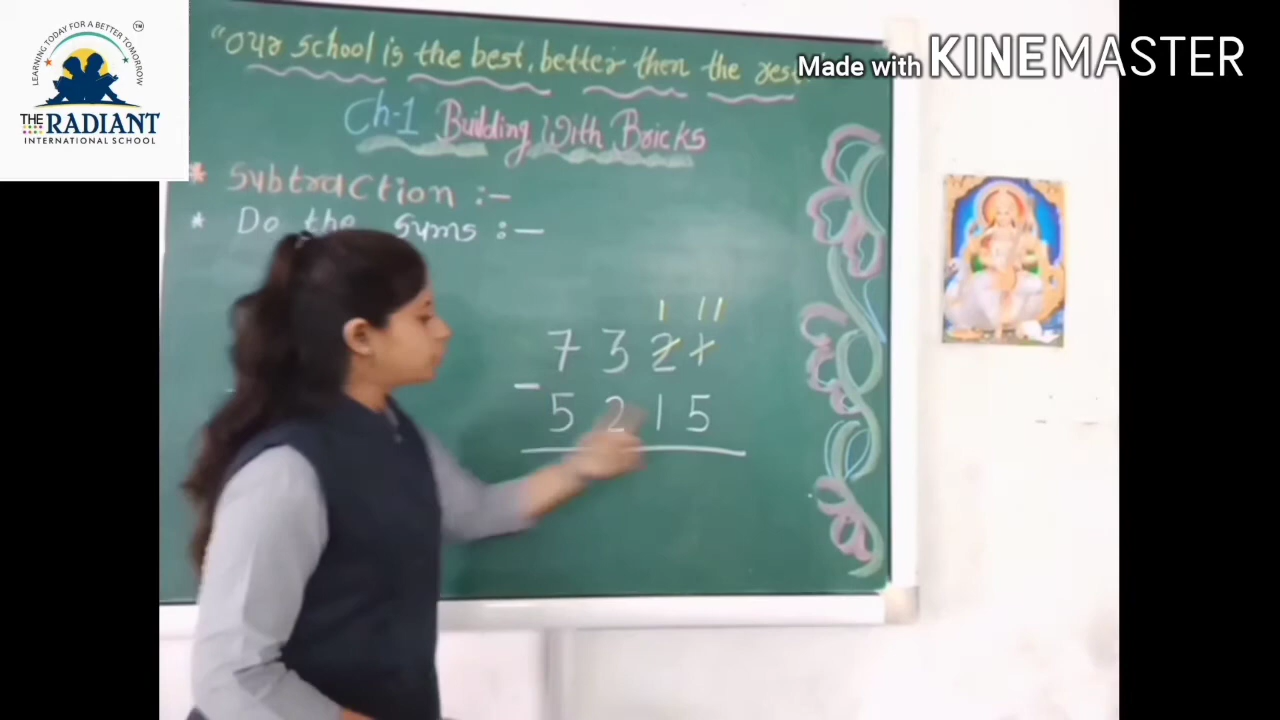 LEARNING TODAY FOR A BETTER TOMORROW
TM
THE RADIANT
INTERNATIONAL SCHOOL
Made with KINEMASTER
"Our school is the best, better then the rest
Ch-1 Building With Bricks
* Subtraction :-
* Do the sums :-
1 11
7 3 2 1
- 5 2 1 5